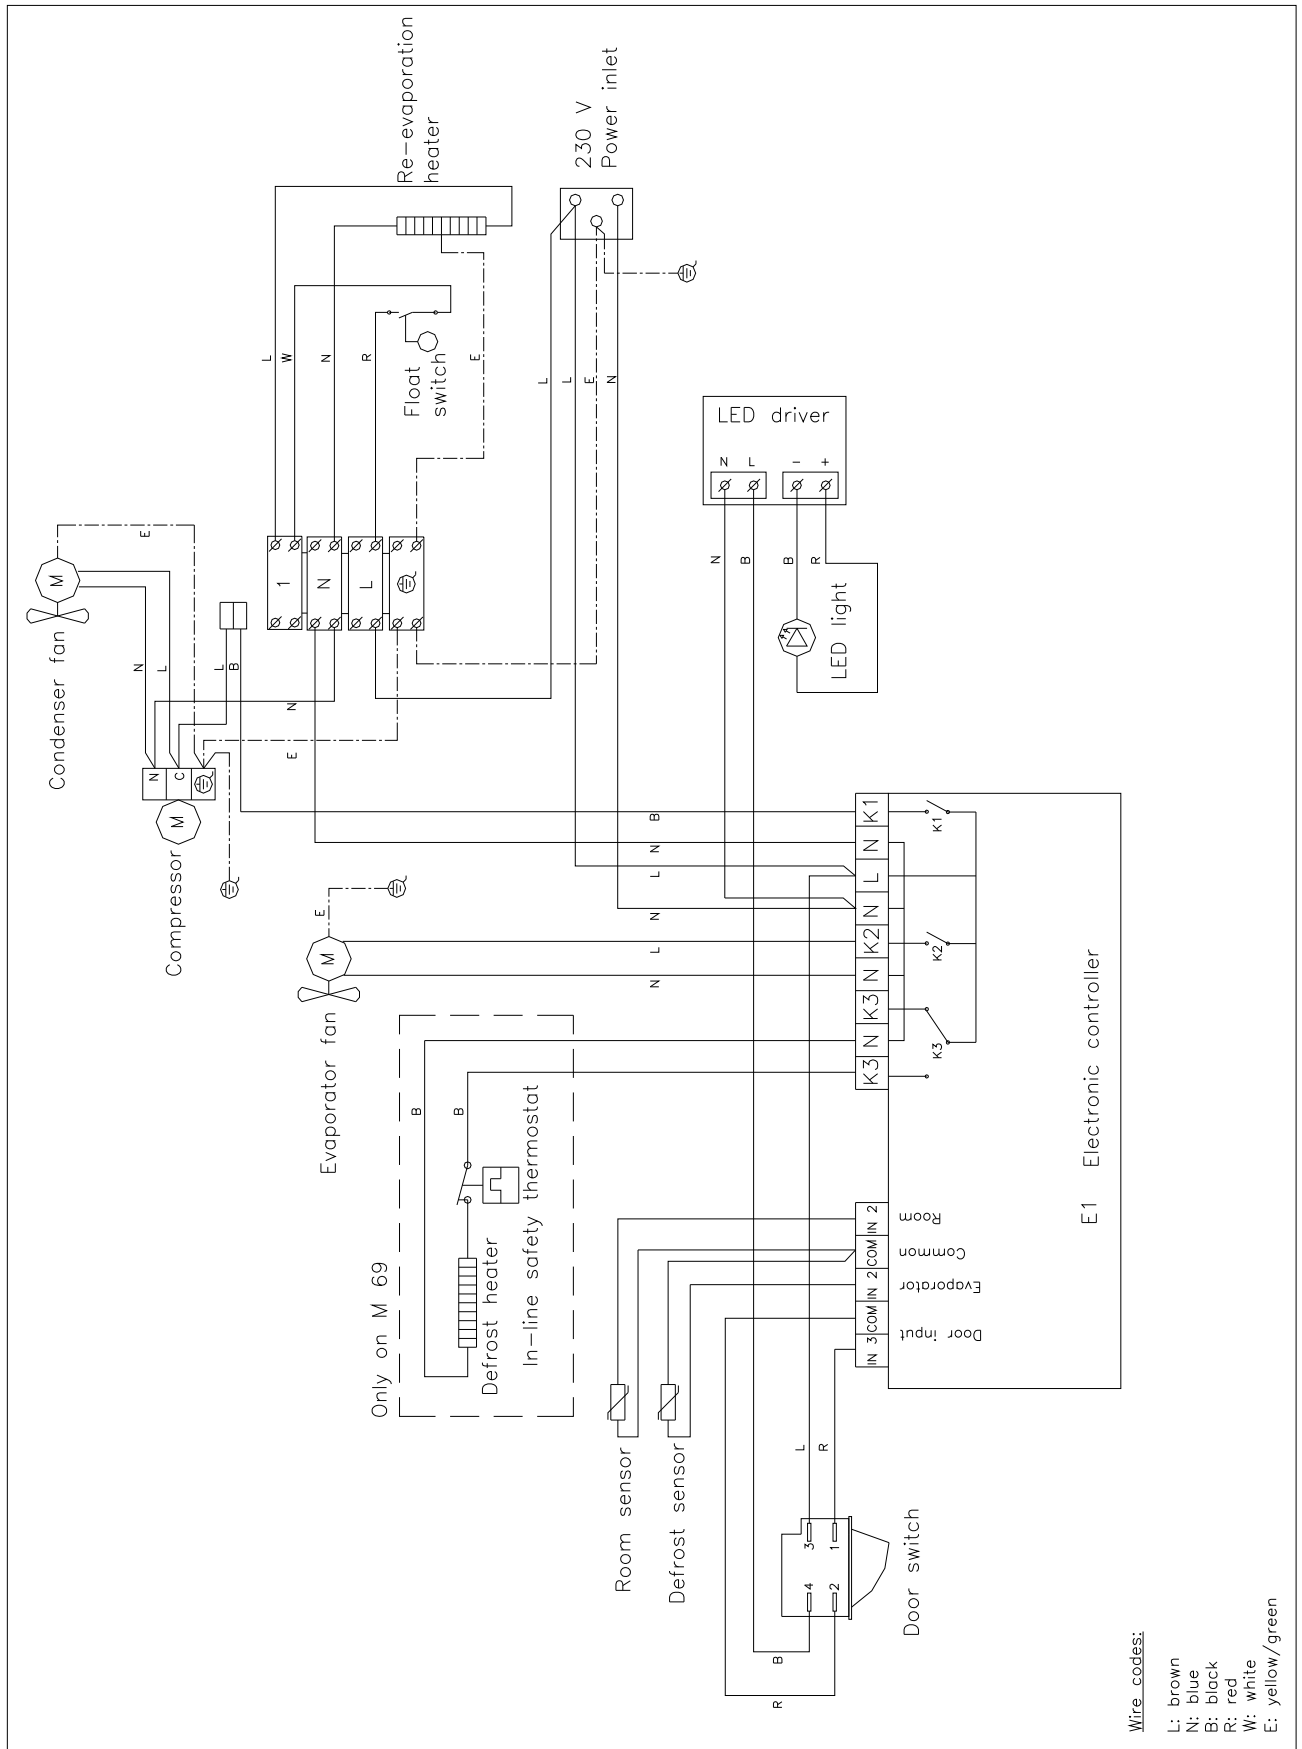 Re-evaporation
heater
230 V
Power inlet
L
W
N
R
E
Float
switch
L
L
E
N
LED driver
N
L
-
+
N
B
B
R
LED light
M
E
Condenser fan
N
L
L
B
N
E
1
N
L
N
C
M
Compressor
M
E
Evaporator fan
B
N
L
N
L
N
K1
N
L
N
K2
N
K3
N
K3
K1
K2
K3
E1 Electronic controller
Only on M 69
B
B
Defrost heater
In-line safety thermostat
Room sensor
Defrost sensor
IN 2
COM
IN 2
COM
IN 3
Room
Common
Evaporator
Door input
L
R
3
1
4
2
Door switch
B
R
Wire codes:
L: brown
N: blue
B: black
R: red
W: white
E: yellow/green